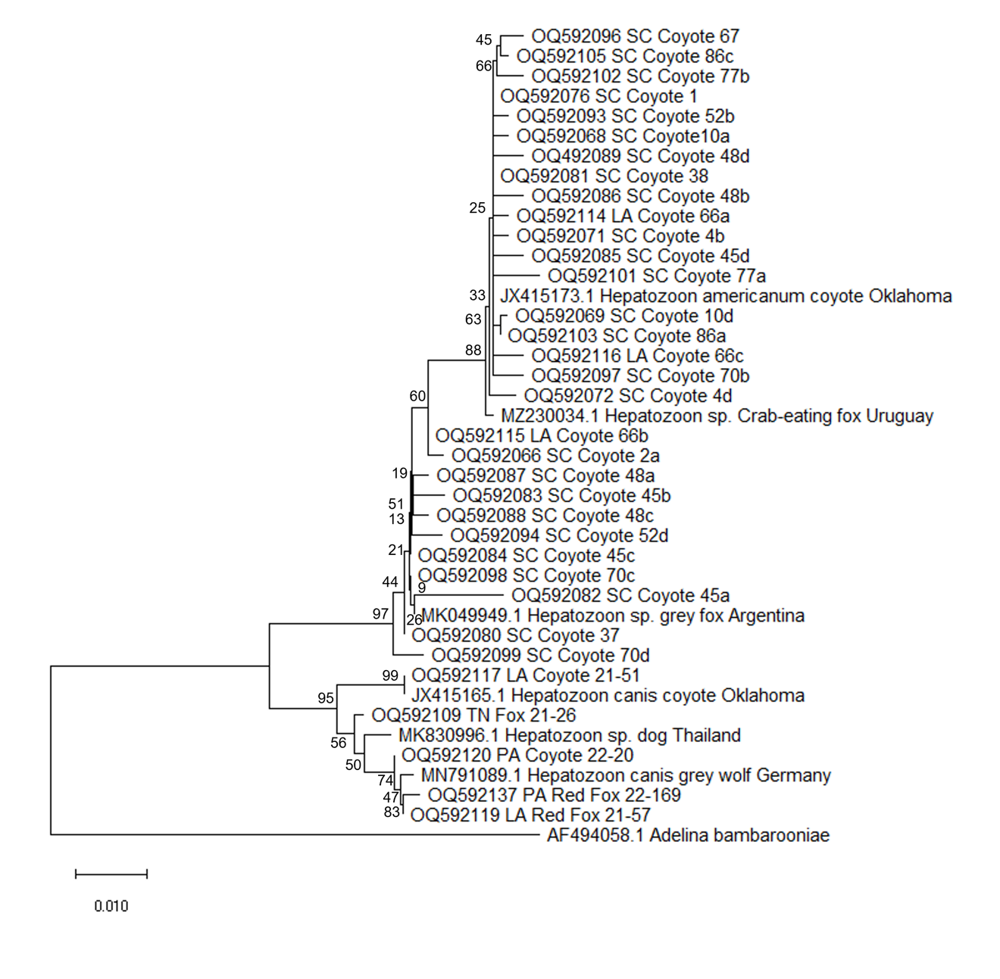 45
OQ592096 SC Coyote 67
OQ592105 SC Coyote 86c
66
OQ592102 SC Coyote 77b
OQ592076 SC Coyote 1
OQ592093 SC Coyote 52b
OQ592068 SC Coyote10a
OQ492089 SC Coyote 48d
OQ592081 SC Coyote 38
OQ592086 SC Coyote 48b
25
OQ592114 LA Coyote 66a
OQ592071 SC Coyote 4b
OQ592085 SC Coyote 45d
OQ592101 SC Coyote 77a
33
JX415173.1 Hepatozoon americanum coyote Oklahoma
63
OQ592069 SC Coyote 10d
OQ592103 SC Coyote 86a
88
OQ592116 LA Coyote 66c
OQ592097 SC Coyote 70b
60
OQ592072 SC Coyote 4d
MZ230034.1 Hepatozoon sp. Crab-eating fox Uruguay
OQ592115 LA Coyote 66b
OQ592066 SC Coyote 2a
19
OQ592087 SC Coyote 48a
OQ592083 SC Coyote 45b
51
OQ592088 SC Coyote 48c
13
OQ592094 SC Coyote 52d
21
OQ592084 SC Coyote 45c
OQ592098 SC Coyote 70c
44
9
OQ592082 SC Coyote 45a
97
26
MK049949.1 Hepatozoon sp. grey fox Argentina
OQ592080 SC Coyote 37
OQ592099 SC Coyote 70d
99
OQ592117 LA Coyote 21-51
95
JX415165.1 Hepatozoon canis coyote Oklahoma
OQ592109 TN Fox 21-26
56
MK830996.1 Hepatozoon sp. dog Thailand
50
OQ592120 PA Coyote 22-20
74
MN791089.1 Hepatozoon canis grey wolf Germany
47
OQ592137 PA Red Fox 22-169
83
OQ592119 LA Red Fox 21-57
AF494058.1 Adelina bambarooniae
0.010